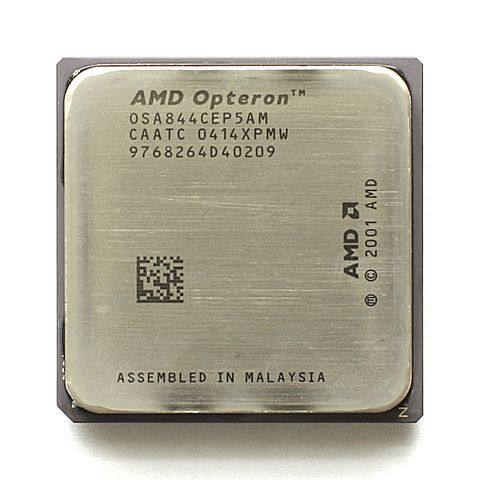 AMD Opteron™
OSA844CEP5AM
CAATC 0414XPMW
9768264D40209
AMD
© 2001 AMD
ASSEMBLED IN MALAYSIA
Z